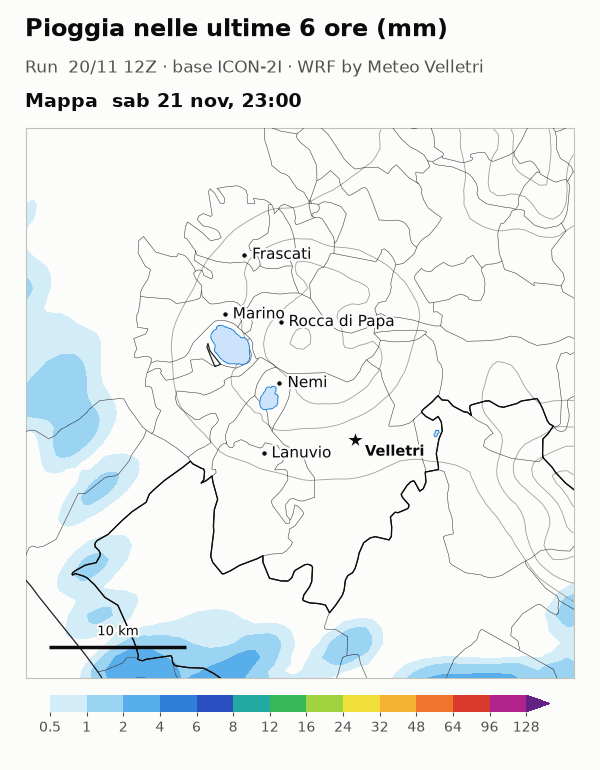 Pioggia nelle ultime 6 ore (mm)
Run  20/11 12Z · base ICON-2I · WRF by Meteo Velletri
Mappa  sab 21 nov, 23:00
Frascati
Marino
Rocca di Papa
Nemi
Velletri
Lanuvio
10 km
0.5 1 2 4 6 8 12 16 24 32 48 64 96 128